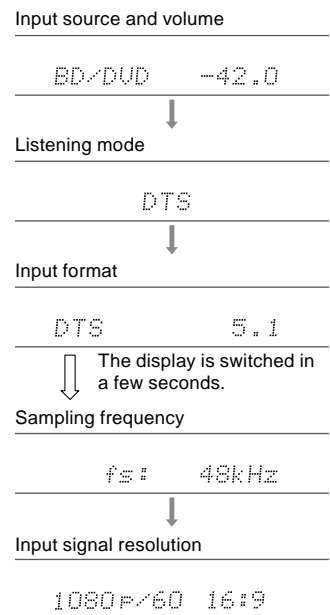 Input source and volume
BD/DVD -42.0
Listening mode
DTS
Input format
DTS 5.1
The display is switched in
a few seconds.
Sampling frequency
fs: 48kHz
Input signal resolution
1080p/60 16:9